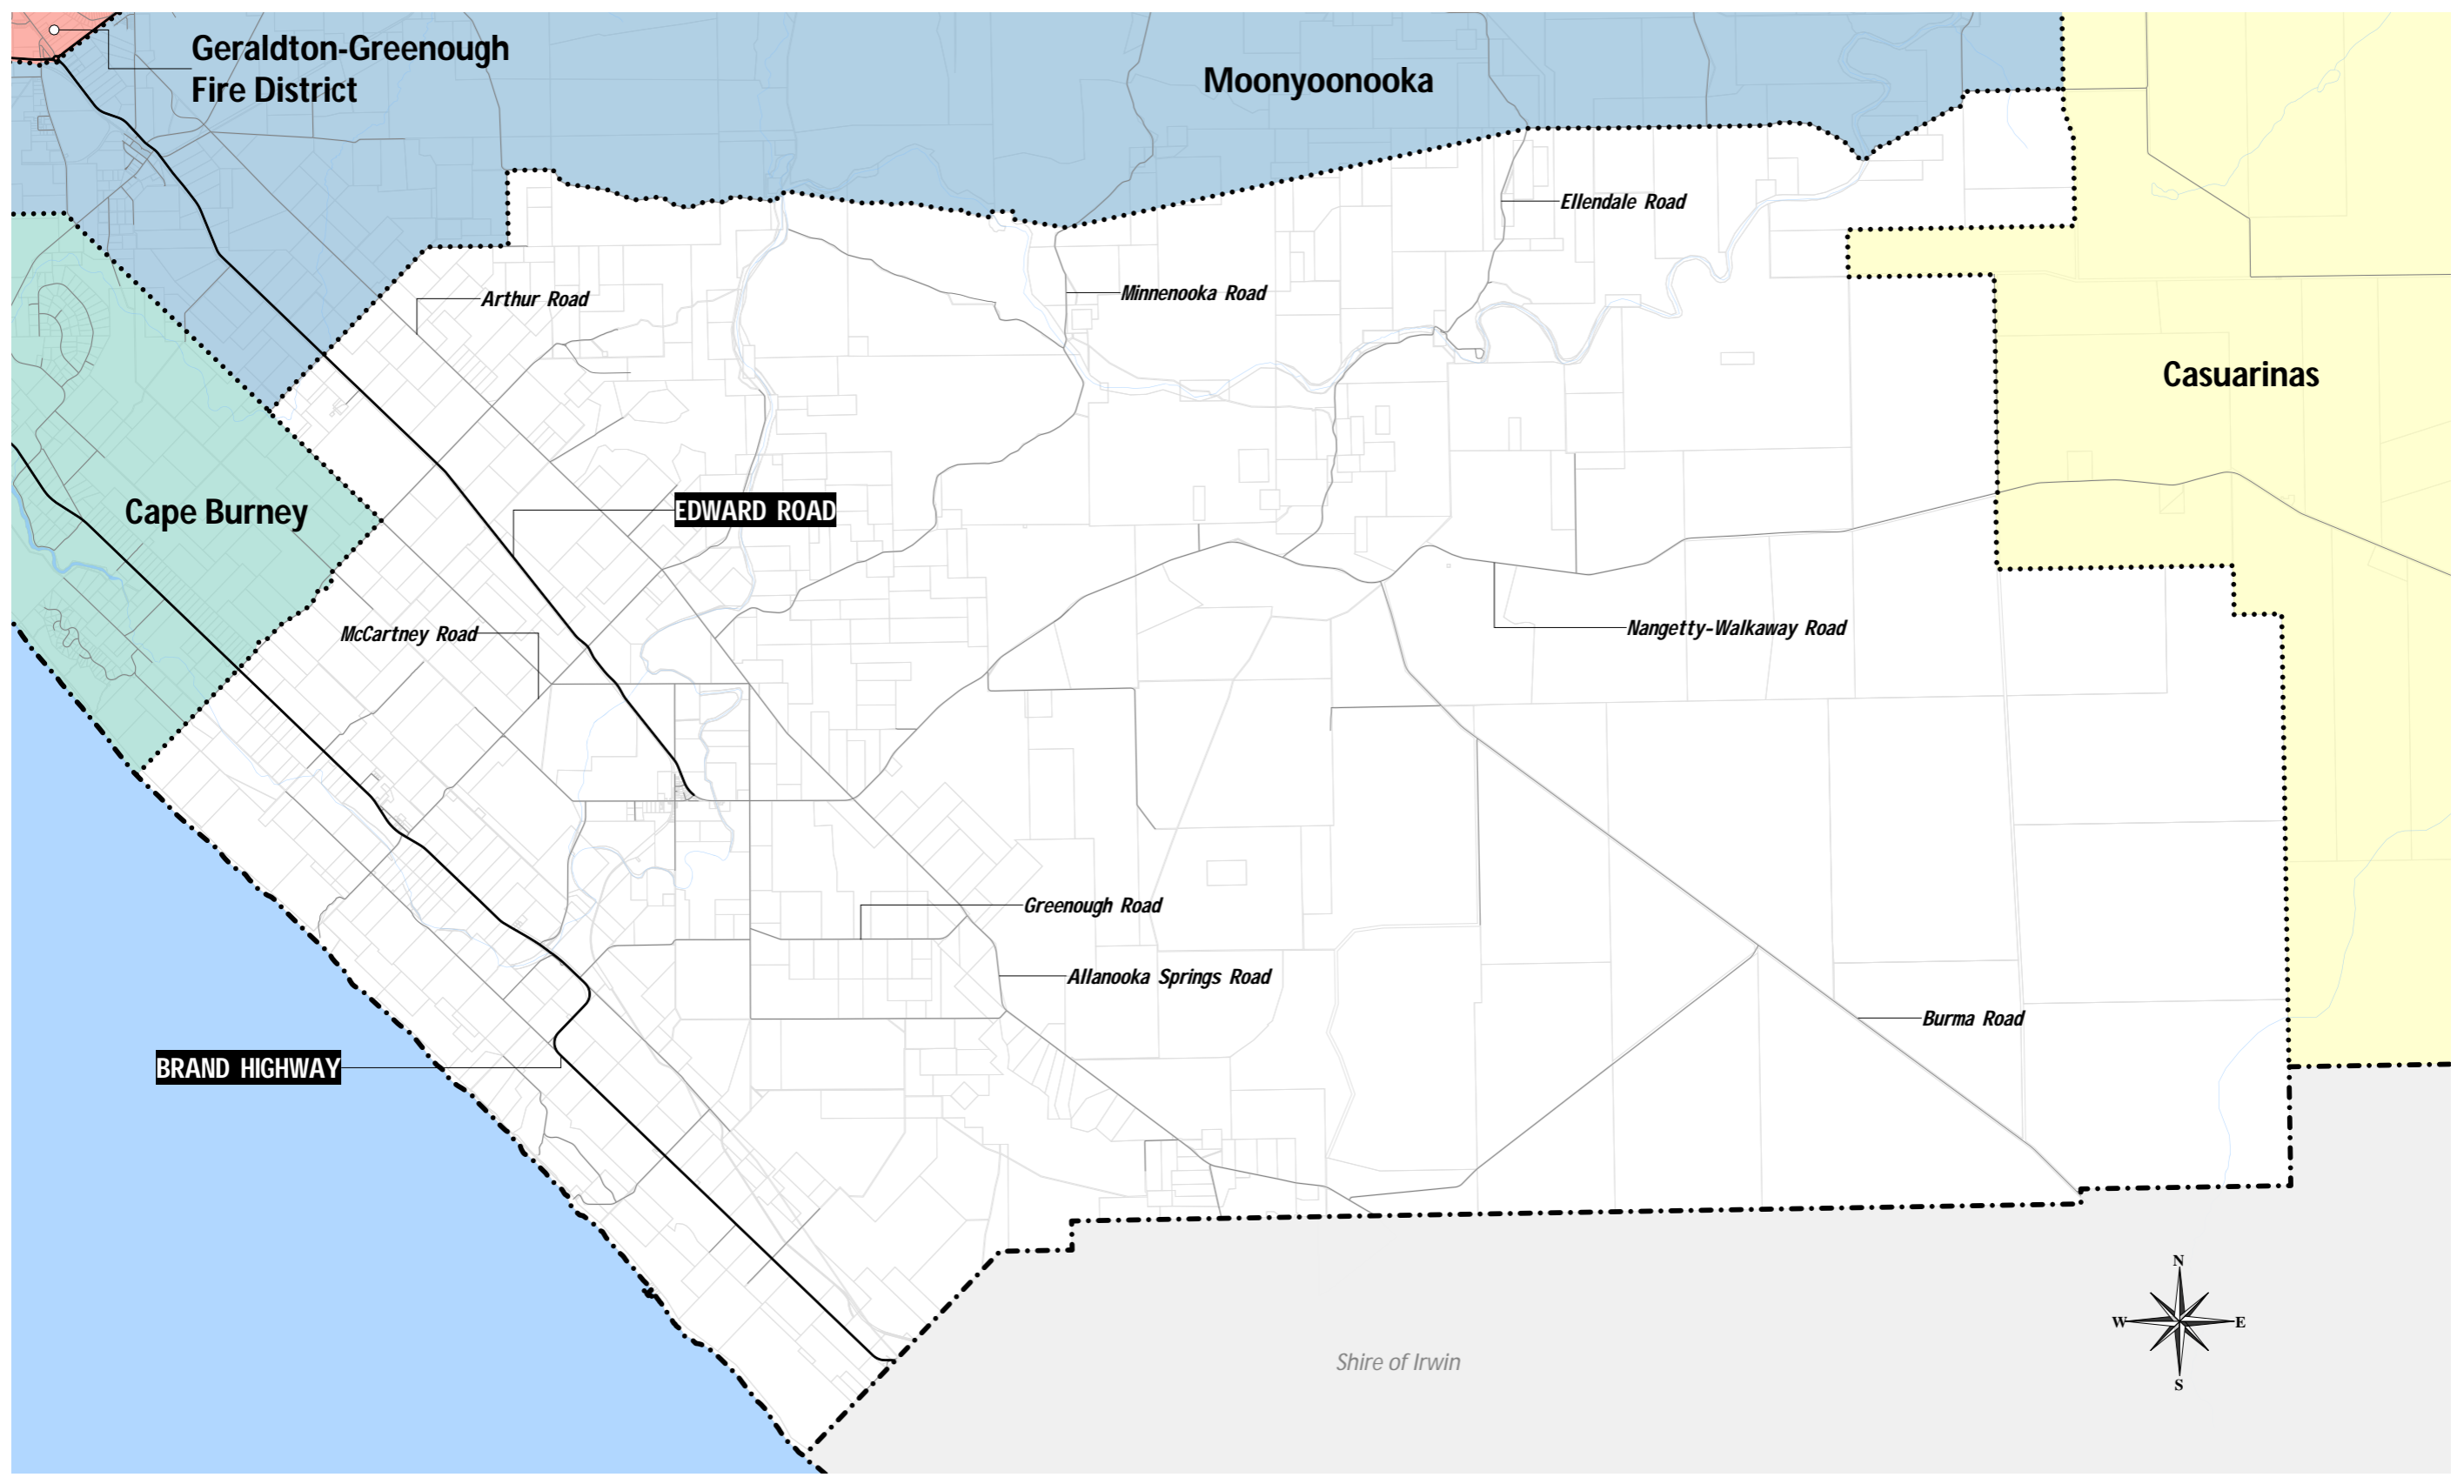 Geraldton-Greenough
Fire District
Moonyoonooka
Ellendale Road
Arthur Road
Minnenooka Road
Casuarinas
Cape Burney
EDWARD ROAD
McCartney Road
Nangetty-Walkaway Road
Greenough Road
Allanooka Springs Road
Burma Road
BRAND HIGHWAY
N
W
E
S
Shire of Irwin